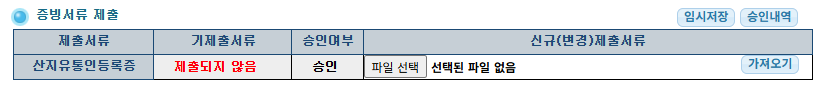 증빙서류 제출 임시저장 승인내역
제출서류 기제출서류 승인여부 신규(변경)제출서류
산지유통인등록증 제출되지 않음 승인 파일 선택 선택된 파일 없음 가져오기